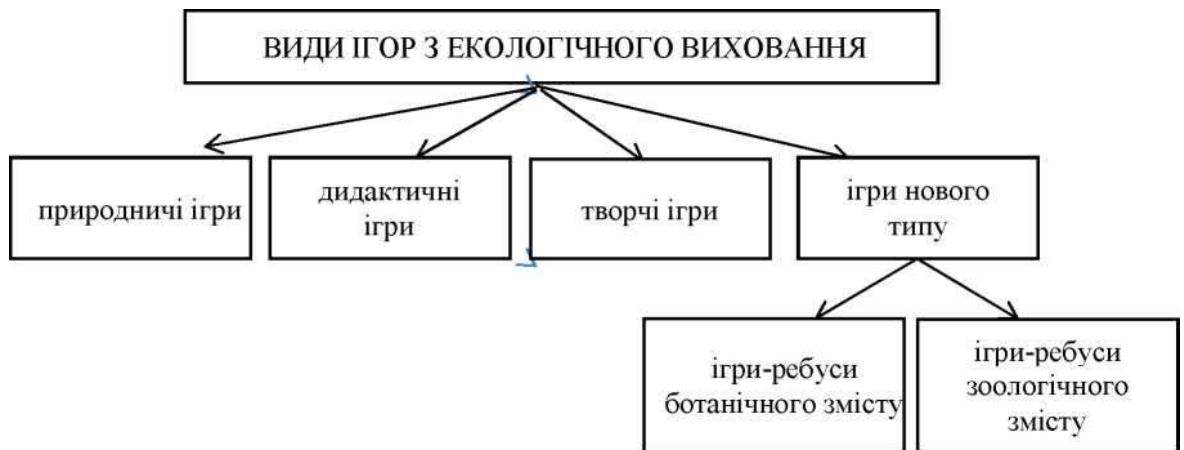 ВИДИ ІГОР З ЕКОЛОГІЧНОГО ВИХОВАННЯ
природничі ігри
дидактичні
ігри
творчі ігри
ігри нового
типу
ігри-ребуси
ботанічного змісту
ігри-ребуси
зоологічного
змісту